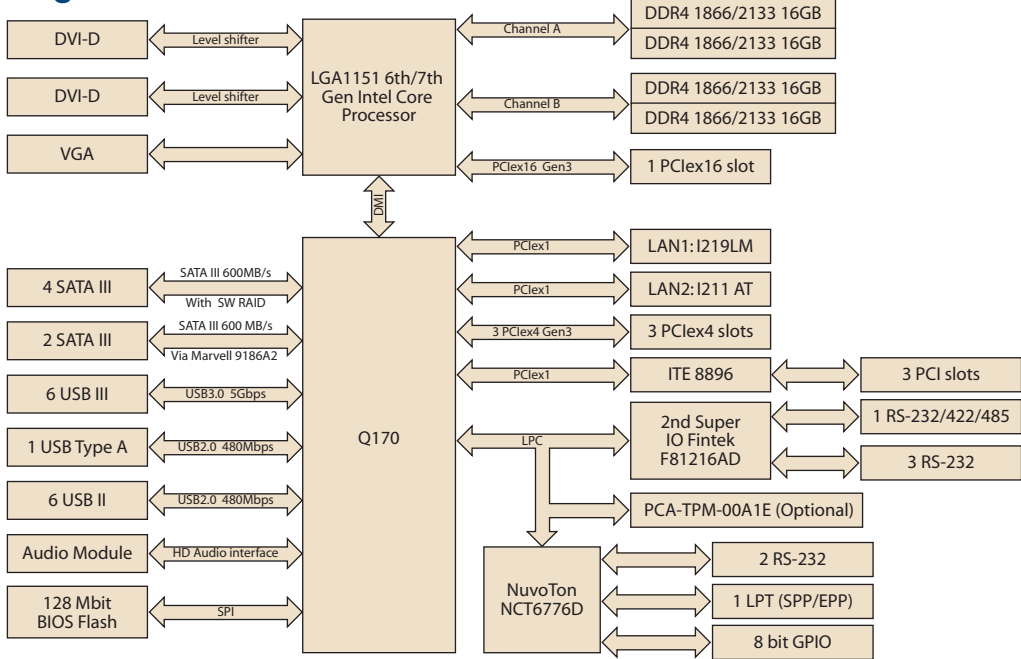 DVI-D
Level shifter
DVI-D
Level shifter
VGA
LGA1151 6th/7th
Gen Intel Core
Processor
Channel A
DDR4 1866/2133 16GB
DDR4 1866/2133 16GB
Channel B
DDR4 1866/2133 16GB
DDR4 1866/2133 16GB
PCIex16 Gen3
1 PCIex16 slot
DMI
Q170
4 SATA III
SATA III 600MB/s
With SW RAID
2 SATA III
SATA III 600 MB/s
Via Marvell 9186A2
6 USB III
USB3.0 5Gbps
1 USB Type A
USB2.0 480Mbps
6 USB II
USB2.0 480Mbps
Audio Module
HD Audio interface
128 Mbit
BIOS Flash
SPI
PCIex1
LAN1: I219LM
PCIex1
LAN2: I211 AT
3 PCIex4 Gen3
3 PCIex4 slots
PCIex1
ITE 8896
3 PCI slots
LPC
2nd Super
IO Fintek
F81216AD
1 RS-232/422/485
3 RS-232
PCA-TPM-00A1E (Optional)
NuvoTon
NCT6776D
2 RS-232
1 LPT (SPP/EPP)
8 bit GPIO